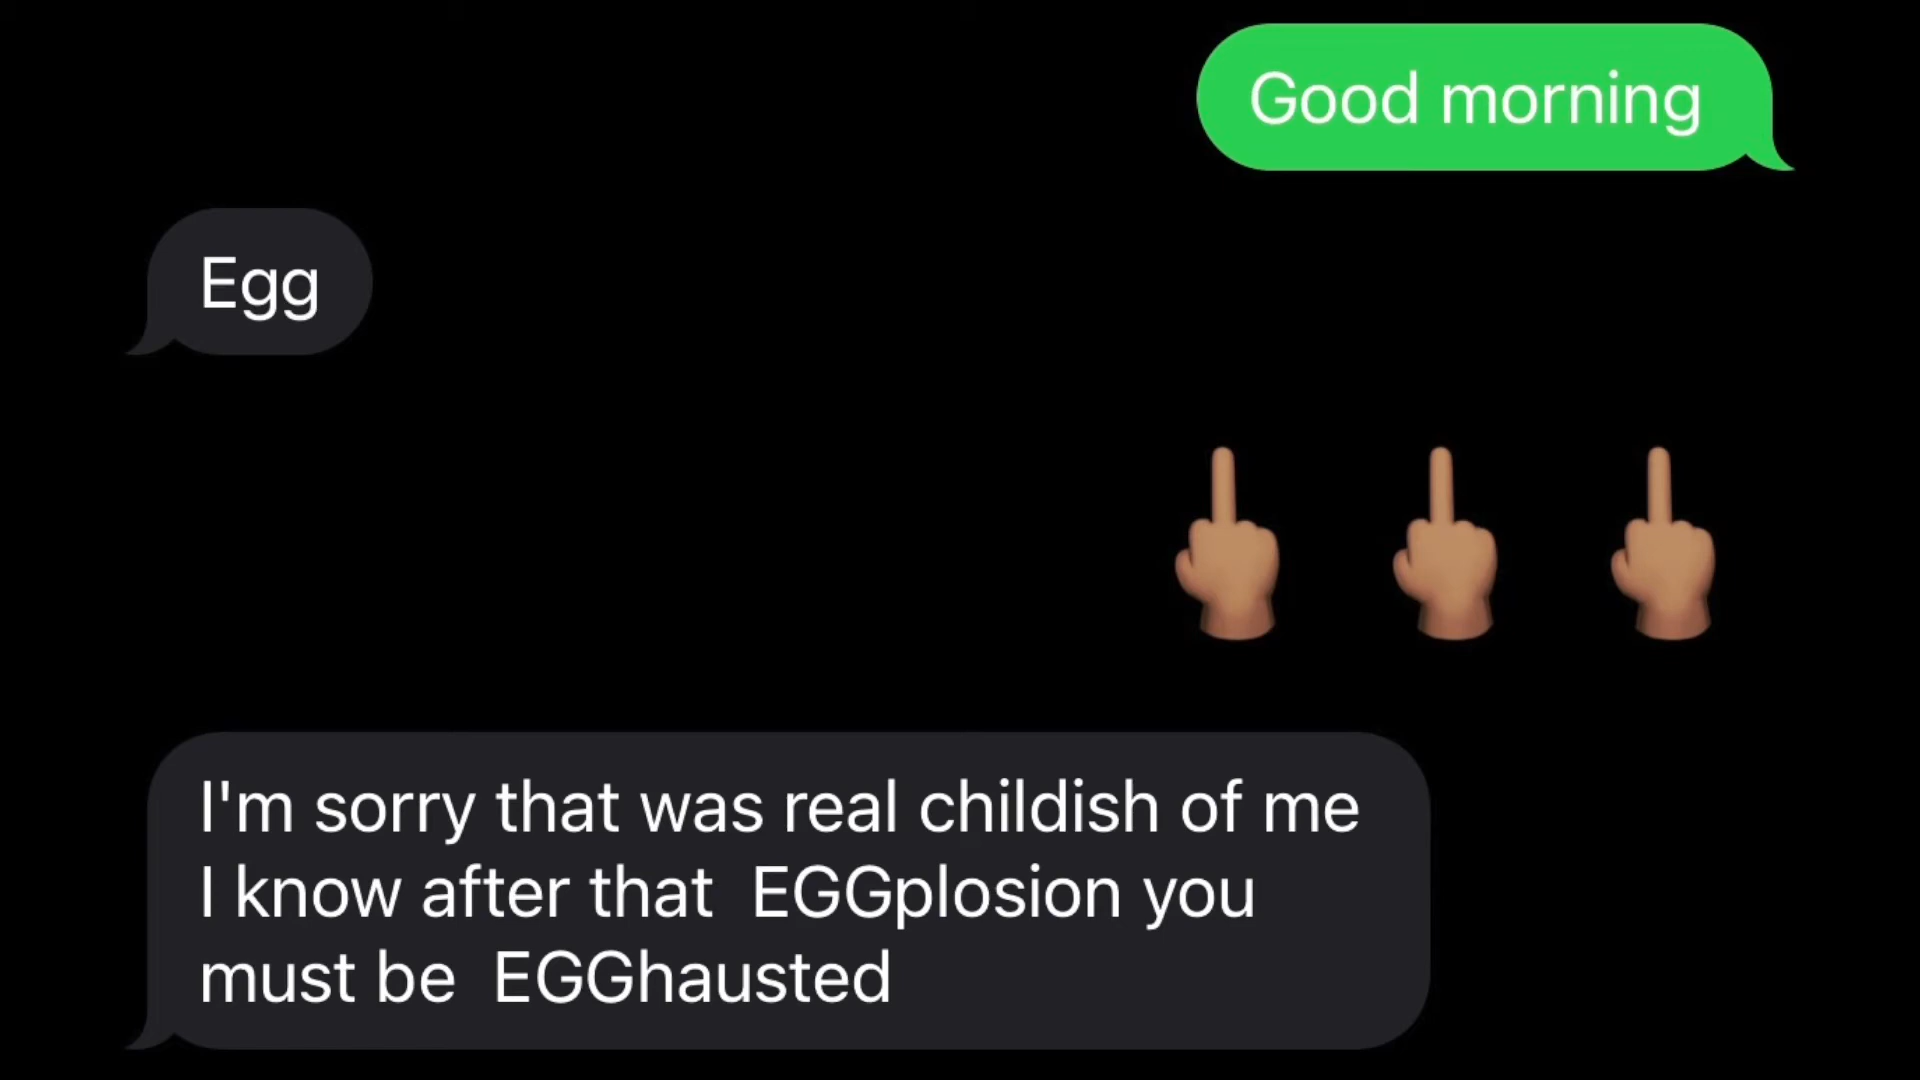 Good morning
Egg
🖕🏽 🖕🏽 🖕🏽
I'm sorry that was real childish of me
I know after that  EGGplosion you
must be  EGGhausted